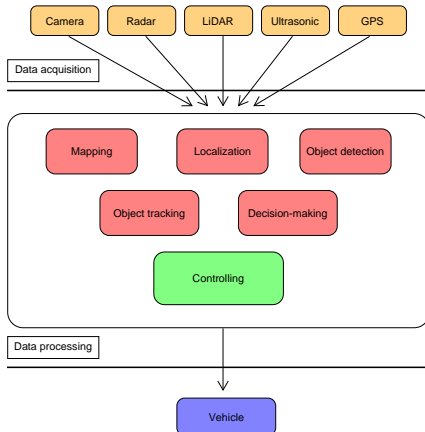 Camera
Radar
LiDAR
Ultrasonic
GPS
Data acquisition
Mapping
Localization
Object detection
Object tracking
Decision-making
Controlling
Data processing
Vehicle